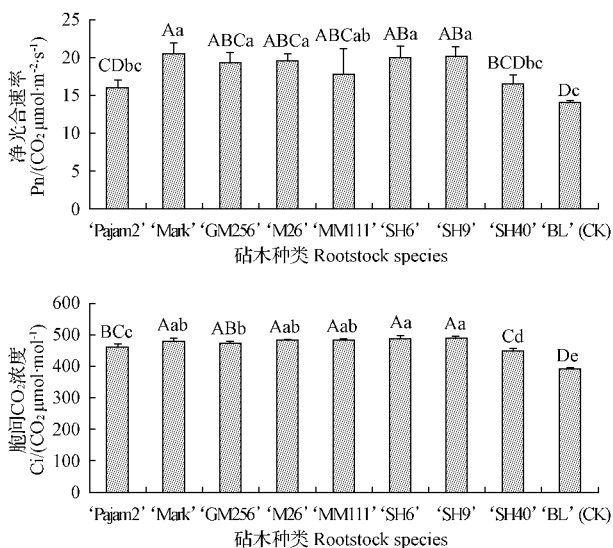 25
20
15
10
5
0
净光合速率
Pn/(CO₂ μmol·m⁻²·s⁻¹)
CDbc Aa ABCa ABCa ABCab ABa ABa BCDbc Dc
‘Pajam2’ ‘Mark’ ‘GM256’ ‘M26’ ‘MM111’ ‘SH6’ ‘SH9’ ‘SH40’ ‘BL’ (CK)
砧木种类 Rootstock species
600
500
400
300
200
100
0
胞间CO₂浓度
Ci/(CO₂ μmol·mol⁻¹)
BCc Aab ABb Aab Aab Aa Aa Cd De
‘Pajam2’ ‘Mark’ ‘GM256’ ‘M26’ ‘MM111’ ‘SH6’ ‘SH9’ ‘SH40’ ‘BL’ (CK)
砧木种类 Rootstock species